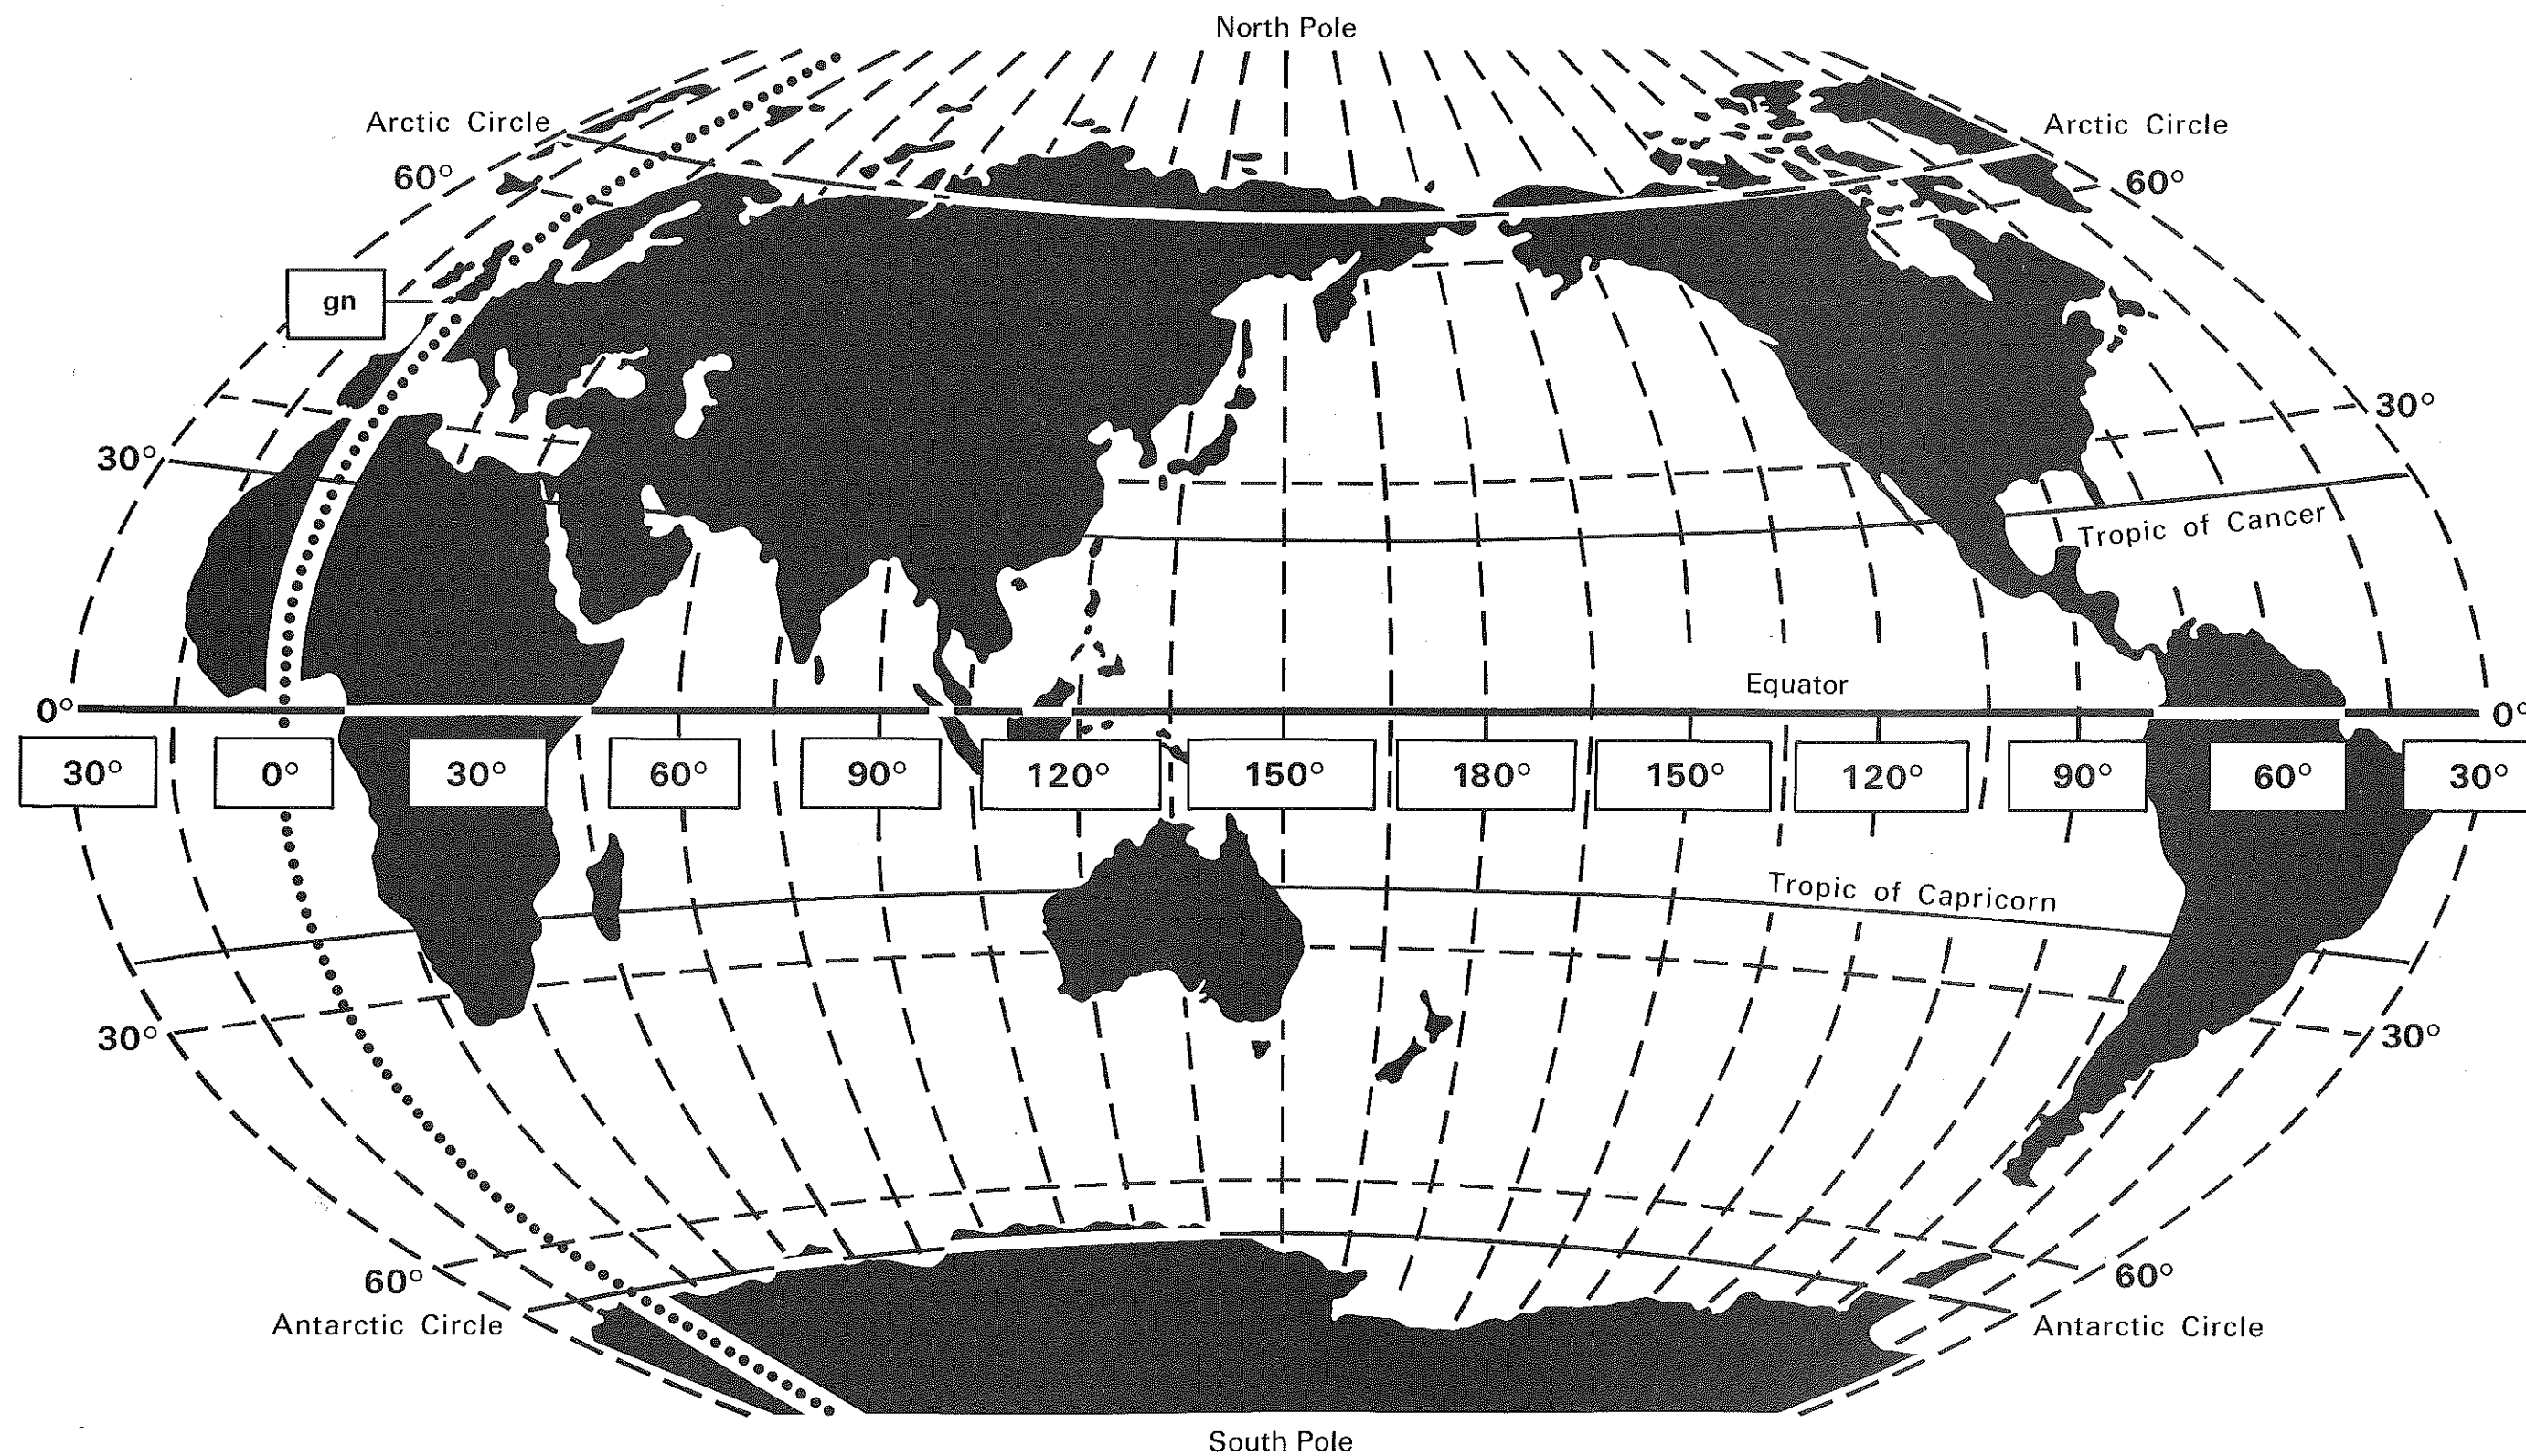 North Pole
Arctic Circle
Arctic Circle
60°
60°
gn
30°
30°
Tropic of Cancer
Equator
0°
0°
30°
0°
30°
60°
90°
120°
150°
180°
150°
120°
90°
60°
30°
Tropic of Capricorn
30°
30°
60°
60°
Antarctic Circle
Antarctic Circle
South Pole